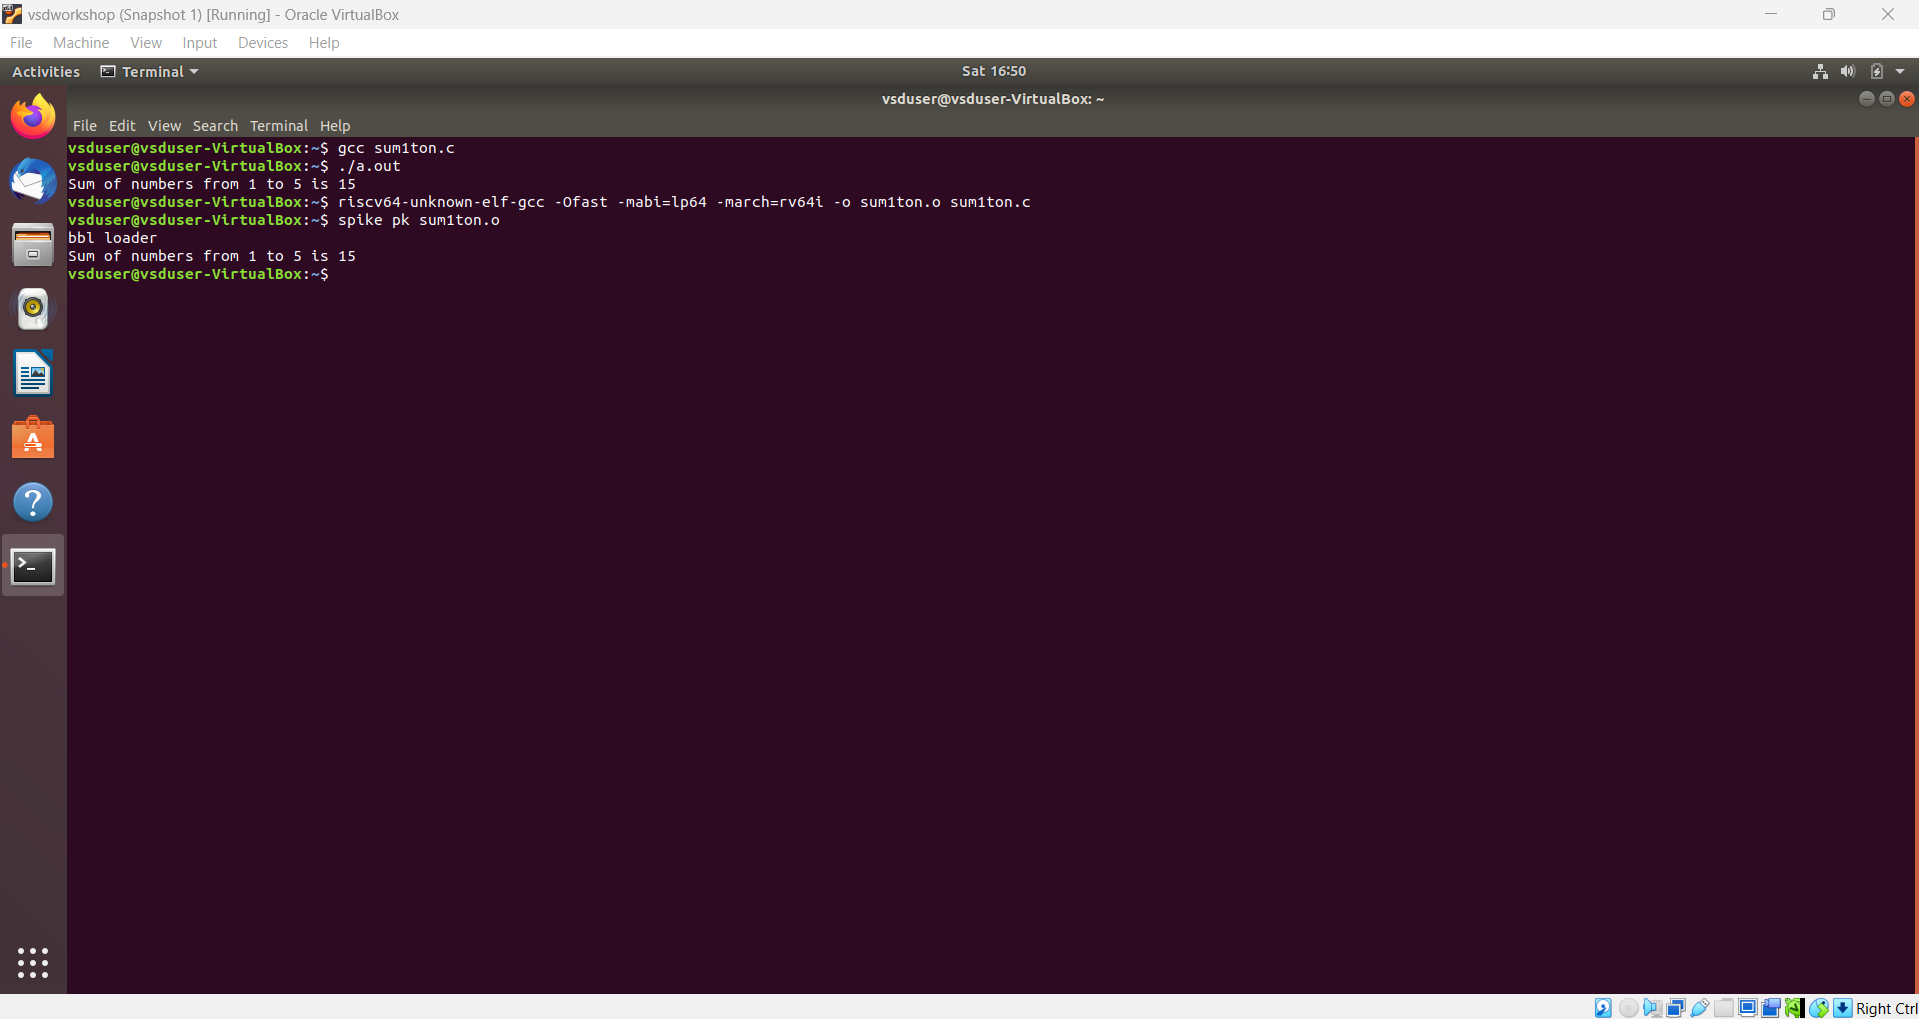 vsdworkshop (Snapshot 1) [Running] - Oracle VirtualBox
File Machine View Input Devices Help
Activities Terminal Sat 16:50
vsduser@vsduser-VirtualBox: ~
File Edit View Search Terminal Help
vsduser@vsduser-VirtualBox:~$ gcc sum1ton.c
vsduser@vsduser-VirtualBox:~$ ./a.out
Sum of numbers from 1 to 5 is 15
vsduser@vsduser-VirtualBox:~$ riscv64-unknown-elf-gcc -Ofast -mabi=lp64 -march=rv64i -o sum1ton.o sum1ton.c
vsduser@vsduser-VirtualBox:~$ spike pk sum1ton.o
bbl loader
Sum of numbers from 1 to 5 is 15
vsduser@vsduser-VirtualBox:~$
Right Ctrl